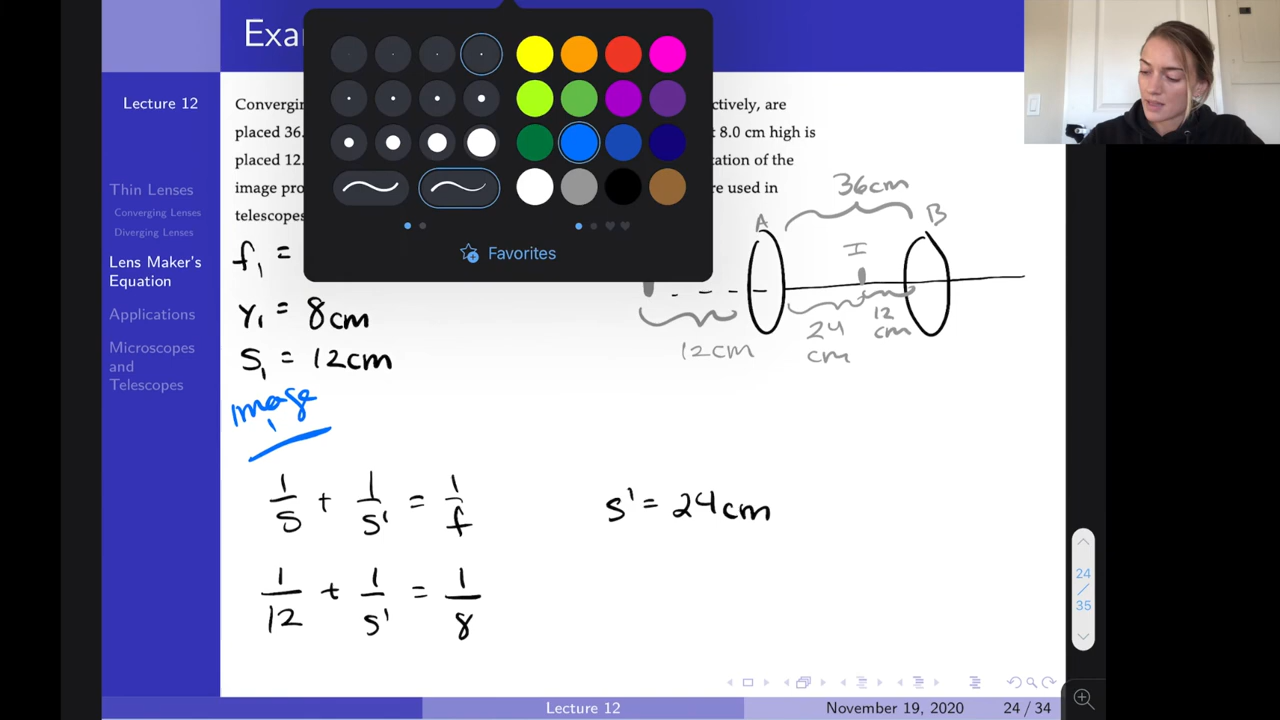 Exa
Lecture 12
Converging
ctively, are
placed 36.
t 8.0 cm high is
placed 12.
tation of the
image pro
re used in
telescopes
Thin Lenses
Converging Lenses
Diverging Lenses
Lens Maker's
Equation
Applications
Microscopes
and
Telescopes
Favorites
f₁ =
Y₁ = 8cm
S₁ = 12cm
Image
1
1/S + 1/S' = 1/f
1/12 + 1/S' = 1/8
S' = 24cm
36cm
A
B
I
12cm
24
cm
12
cm
24
/
35
Lecture 12
November 19, 2020
24 / 34